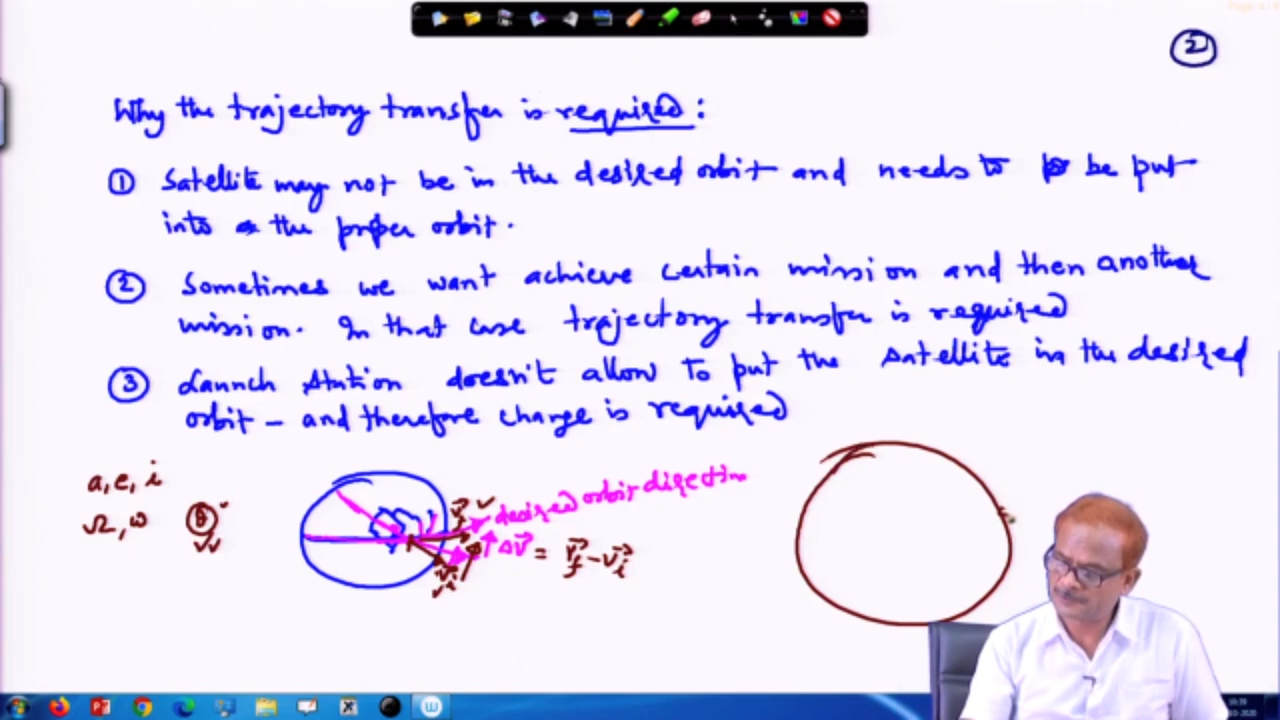 2
Why the trajectory transfer is required:
① Satellite may not be in the desired orbit and needs to be put
into the proper orbit.
② Sometimes we want achieve certain mission and then another
mission. In that case trajectory transfer is required
③ Launch station doesn't allow to put the satellite in the desired
orbit – and therefore change is required
a, e, i
Ω, ω θ
desired orbit direction
Δv⃗ = v⃗f – v⃗i
v⃗f
v⃗i